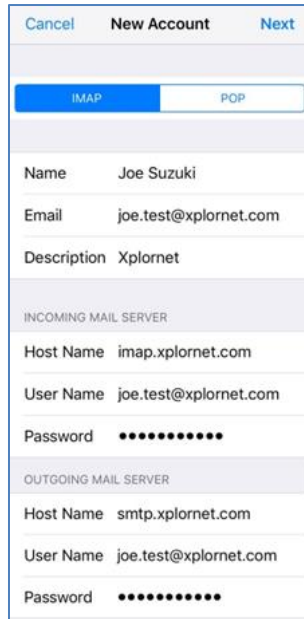 Cancel New Account Next
IMAP POP
Name Joe Suzuki
Email joe.test@xplornet.com
Description Xplornet
INCOMING MAIL SERVER
Host Name imap.xplornet.com
User Name joe.test@xplornet.com
Password ●●●●●●●●●●●
OUTGOING MAIL SERVER
Host Name smtp.xplornet.com
User Name joe.test@xplornet.com
Password ●●●●●●●●●●●